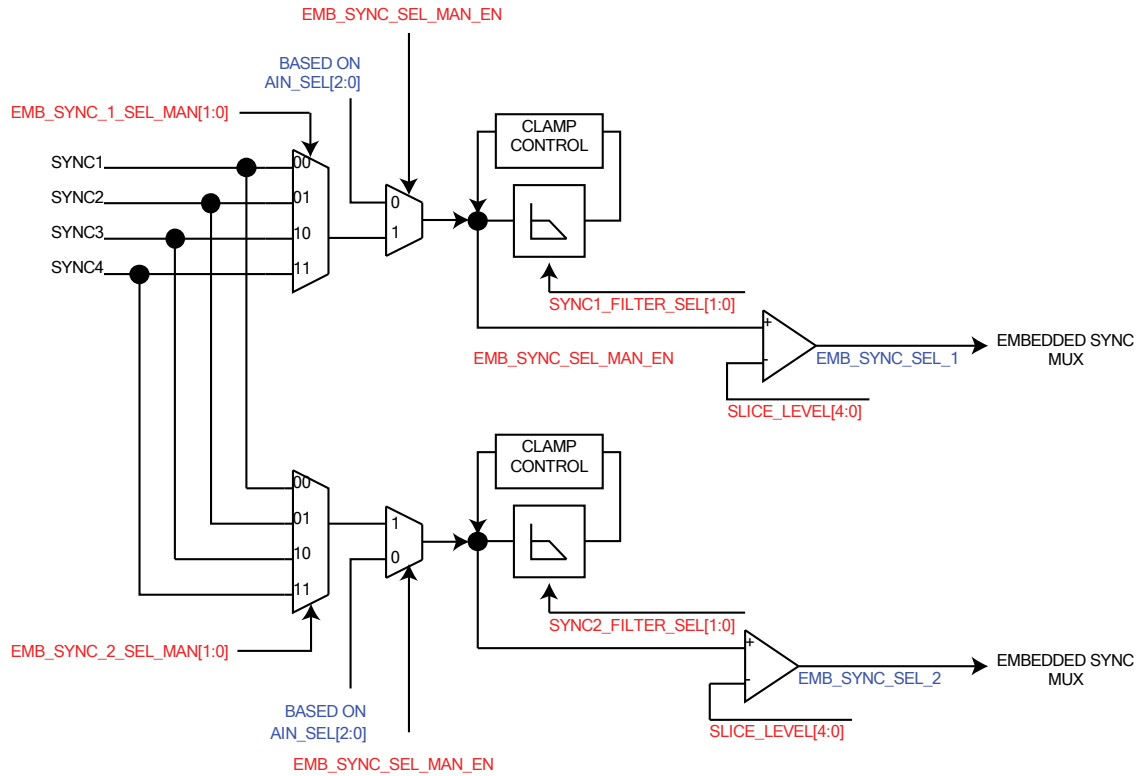 EMB_SYNC_SEL_MAN_EN
BASED ON
AIN_SEL[2:0]
EMB_SYNC_1_SEL_MAN[1:0]
CLAMP
CONTROL
SYNC1
00
SYNC2
01
0
SYNC3
10
1
SYNC4
11
SYNC1_FILTER_SEL[1:0]
+
-
EMB_SYNC_SEL_MAN_EN
EMB_SYNC_SEL_1
EMBEDDED SYNC
MUX
SLICE_LEVEL[4:0]
CLAMP
CONTROL
00
01
1
10
0
11
SYNC2_FILTER_SEL[1:0]
+
-
EMB_SYNC_2_SEL_MAN[1:0]
EMB_SYNC_SEL_2
EMBEDDED SYNC
MUX
BASED ON
AIN_SEL[2:0]
SLICE_LEVEL[4:0]
EMB_SYNC_SEL_MAN_EN